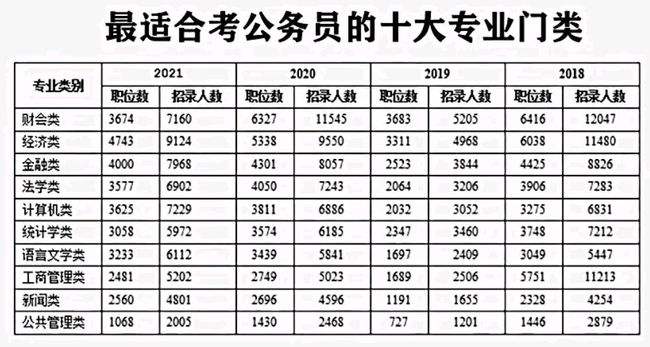 最适合考公务员的十大专业门类
专业类别 2021 2020 2019 2018
职位数 招录人数 职位数 招录人数 职位数 招录人数 职位数 招录人数
财会类 3674 7160 6327 11545 3683 5205 6416 12047
经济类 4743 9124 5338 9550 3311 4968 6038 11480
金融类 4000 7968 4301 8057 2523 3844 4425 8826
法学类 3577 6902 4050 7243 2064 3206 3906 7283
计算机类 3625 7229 3811 6886 2032 3052 3275 6831
统计学类 3058 5972 3574 6185 2347 3460 3748 7212
语言文学类 3233 6112 3439 5841 1697 2409 3049 5447
工商管理类 2481 5202 2749 5023 1689 2506 5751 11213
新闻类 2560 4801 2696 4596 1191 1655 2328 4254
公共管理类 1068 2005 1430 2468 727 1201 1446 2879